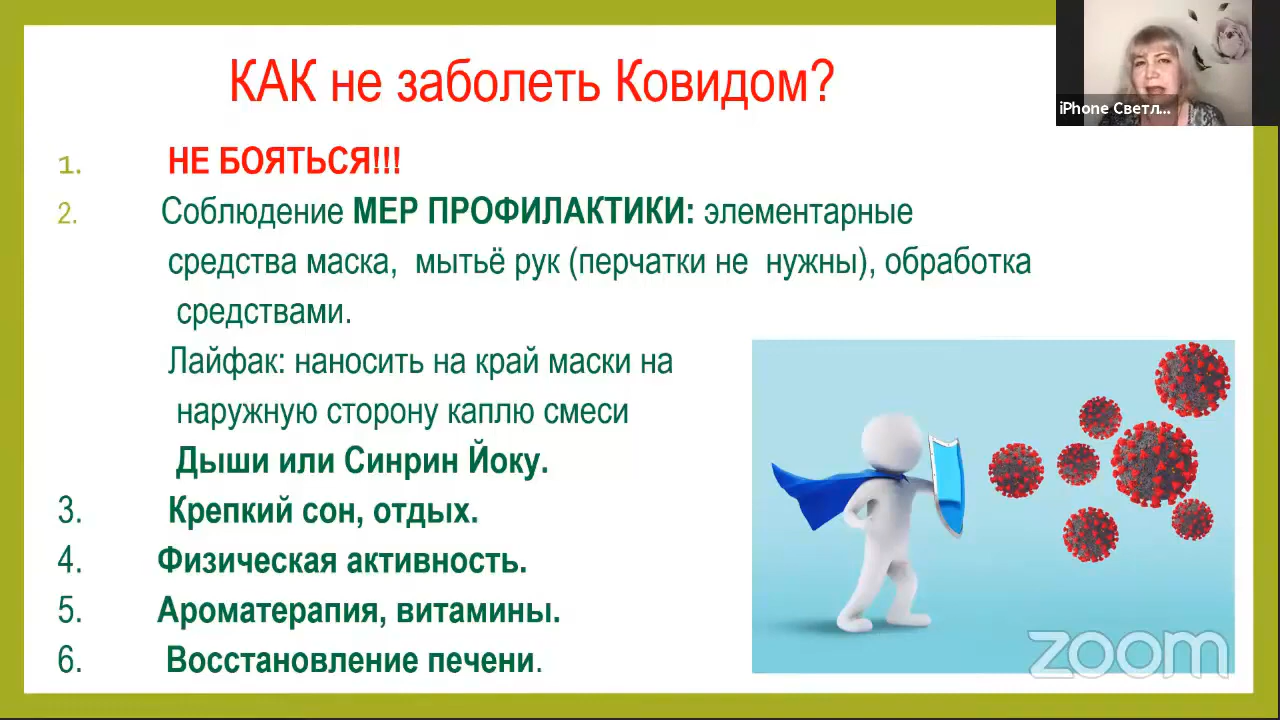 КАК не заболеть Ковидом?
iPhone Светл...
1. НЕ БОЯТЬСЯ!!!
2. Соблюдение МЕР ПРОФИЛАКТИКИ: элементарные
средства маска, мытьё рук (перчатки не нужны), обработка
средствами.
Лайфак: наносить на край маски на
наружную сторону каплю смеси
Дыши или Синрин Йоку.
3. Крепкий сон, отдых.
4. Физическая активность.
5. Ароматерапия, витамины.
6. Восстановление печени.
zoom